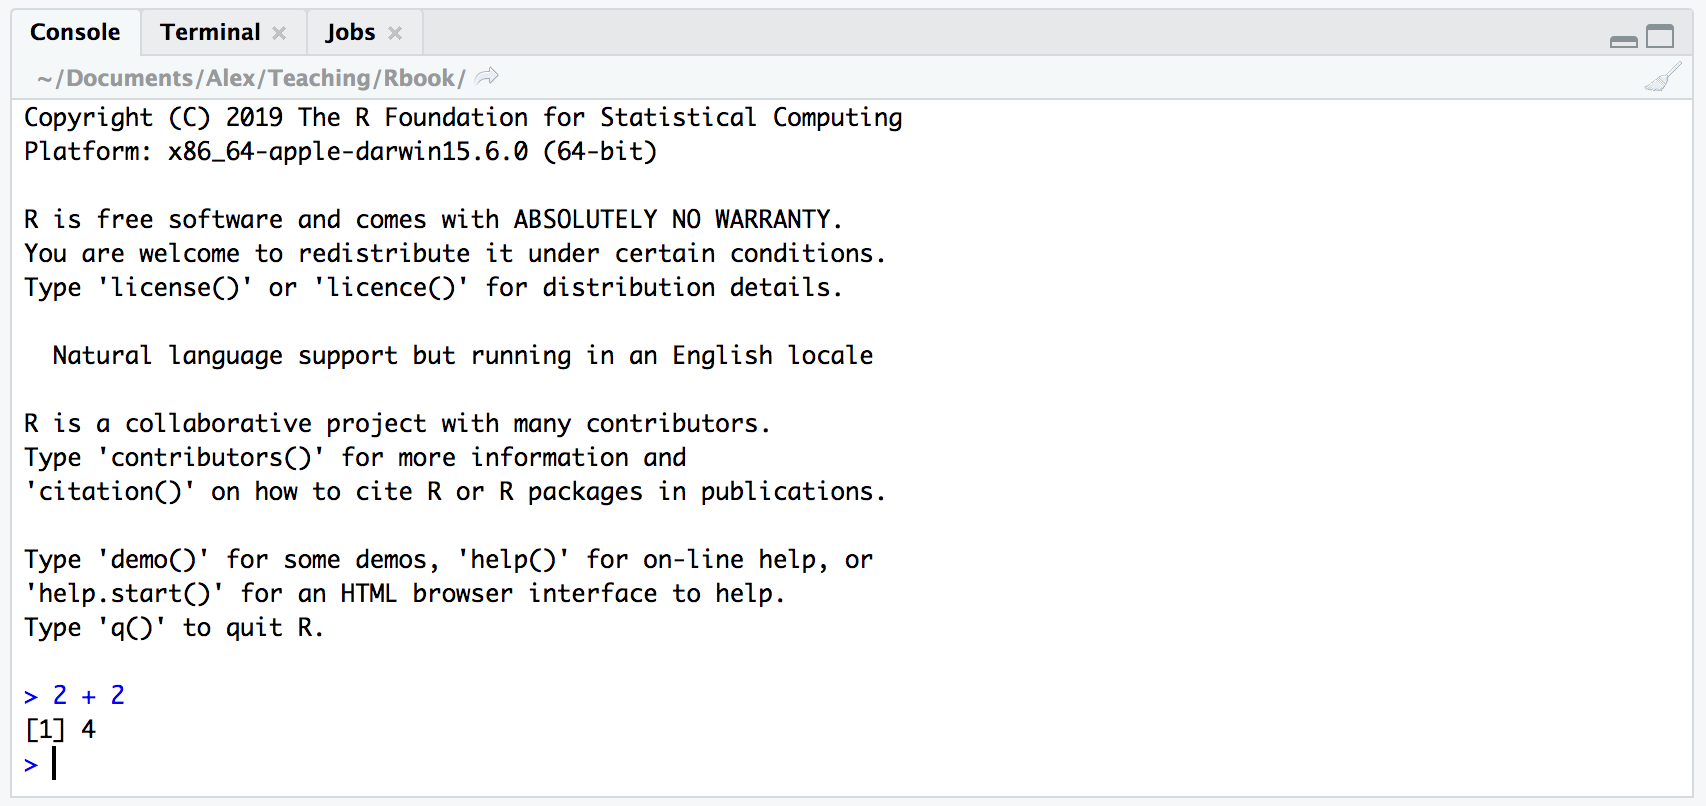 Console Terminal Jobs
~/Documents/Alex/Teaching/Rbook/
Copyright (C) 2019 The R Foundation for Statistical Computing
Platform: x86_64-apple-darwin15.6.0 (64-bit)
R is free software and comes with ABSOLUTELY NO WARRANTY.
You are welcome to redistribute it under certain conditions.
Type 'license()' or 'licence()' for distribution details.
Natural language support but running in an English locale
R is a collaborative project with many contributors.
Type 'contributors()' for more information and
'citation()' on how to cite R or R packages in publications.
Type 'demo()' for some demos, 'help()' for on-line help, or
'help.start()' for an HTML browser interface to help.
Type 'q()' to quit R.
> 2 + 2
[1] 4
>